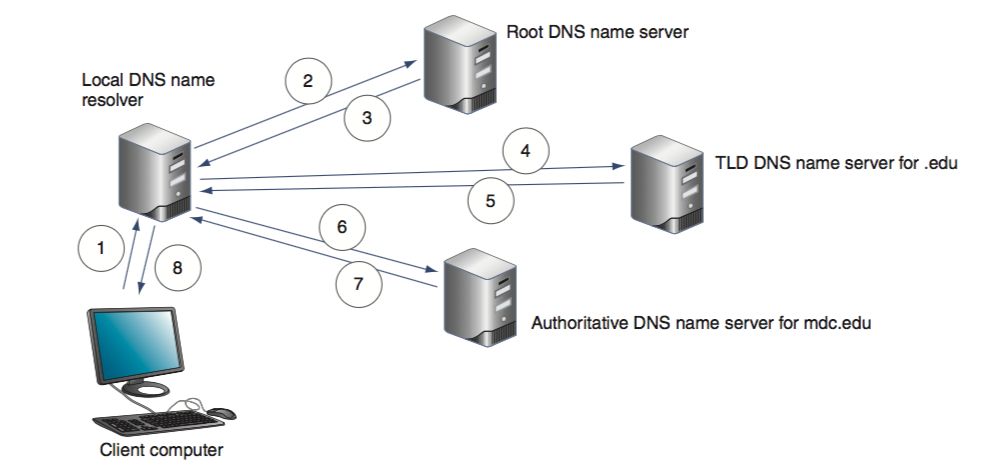 Root DNS name server
Local DNS name
resolver
2
3
4
TLD DNS name server for .edu
5
6
1
8
7
Authoritative DNS name server for mdc.edu
Client computer